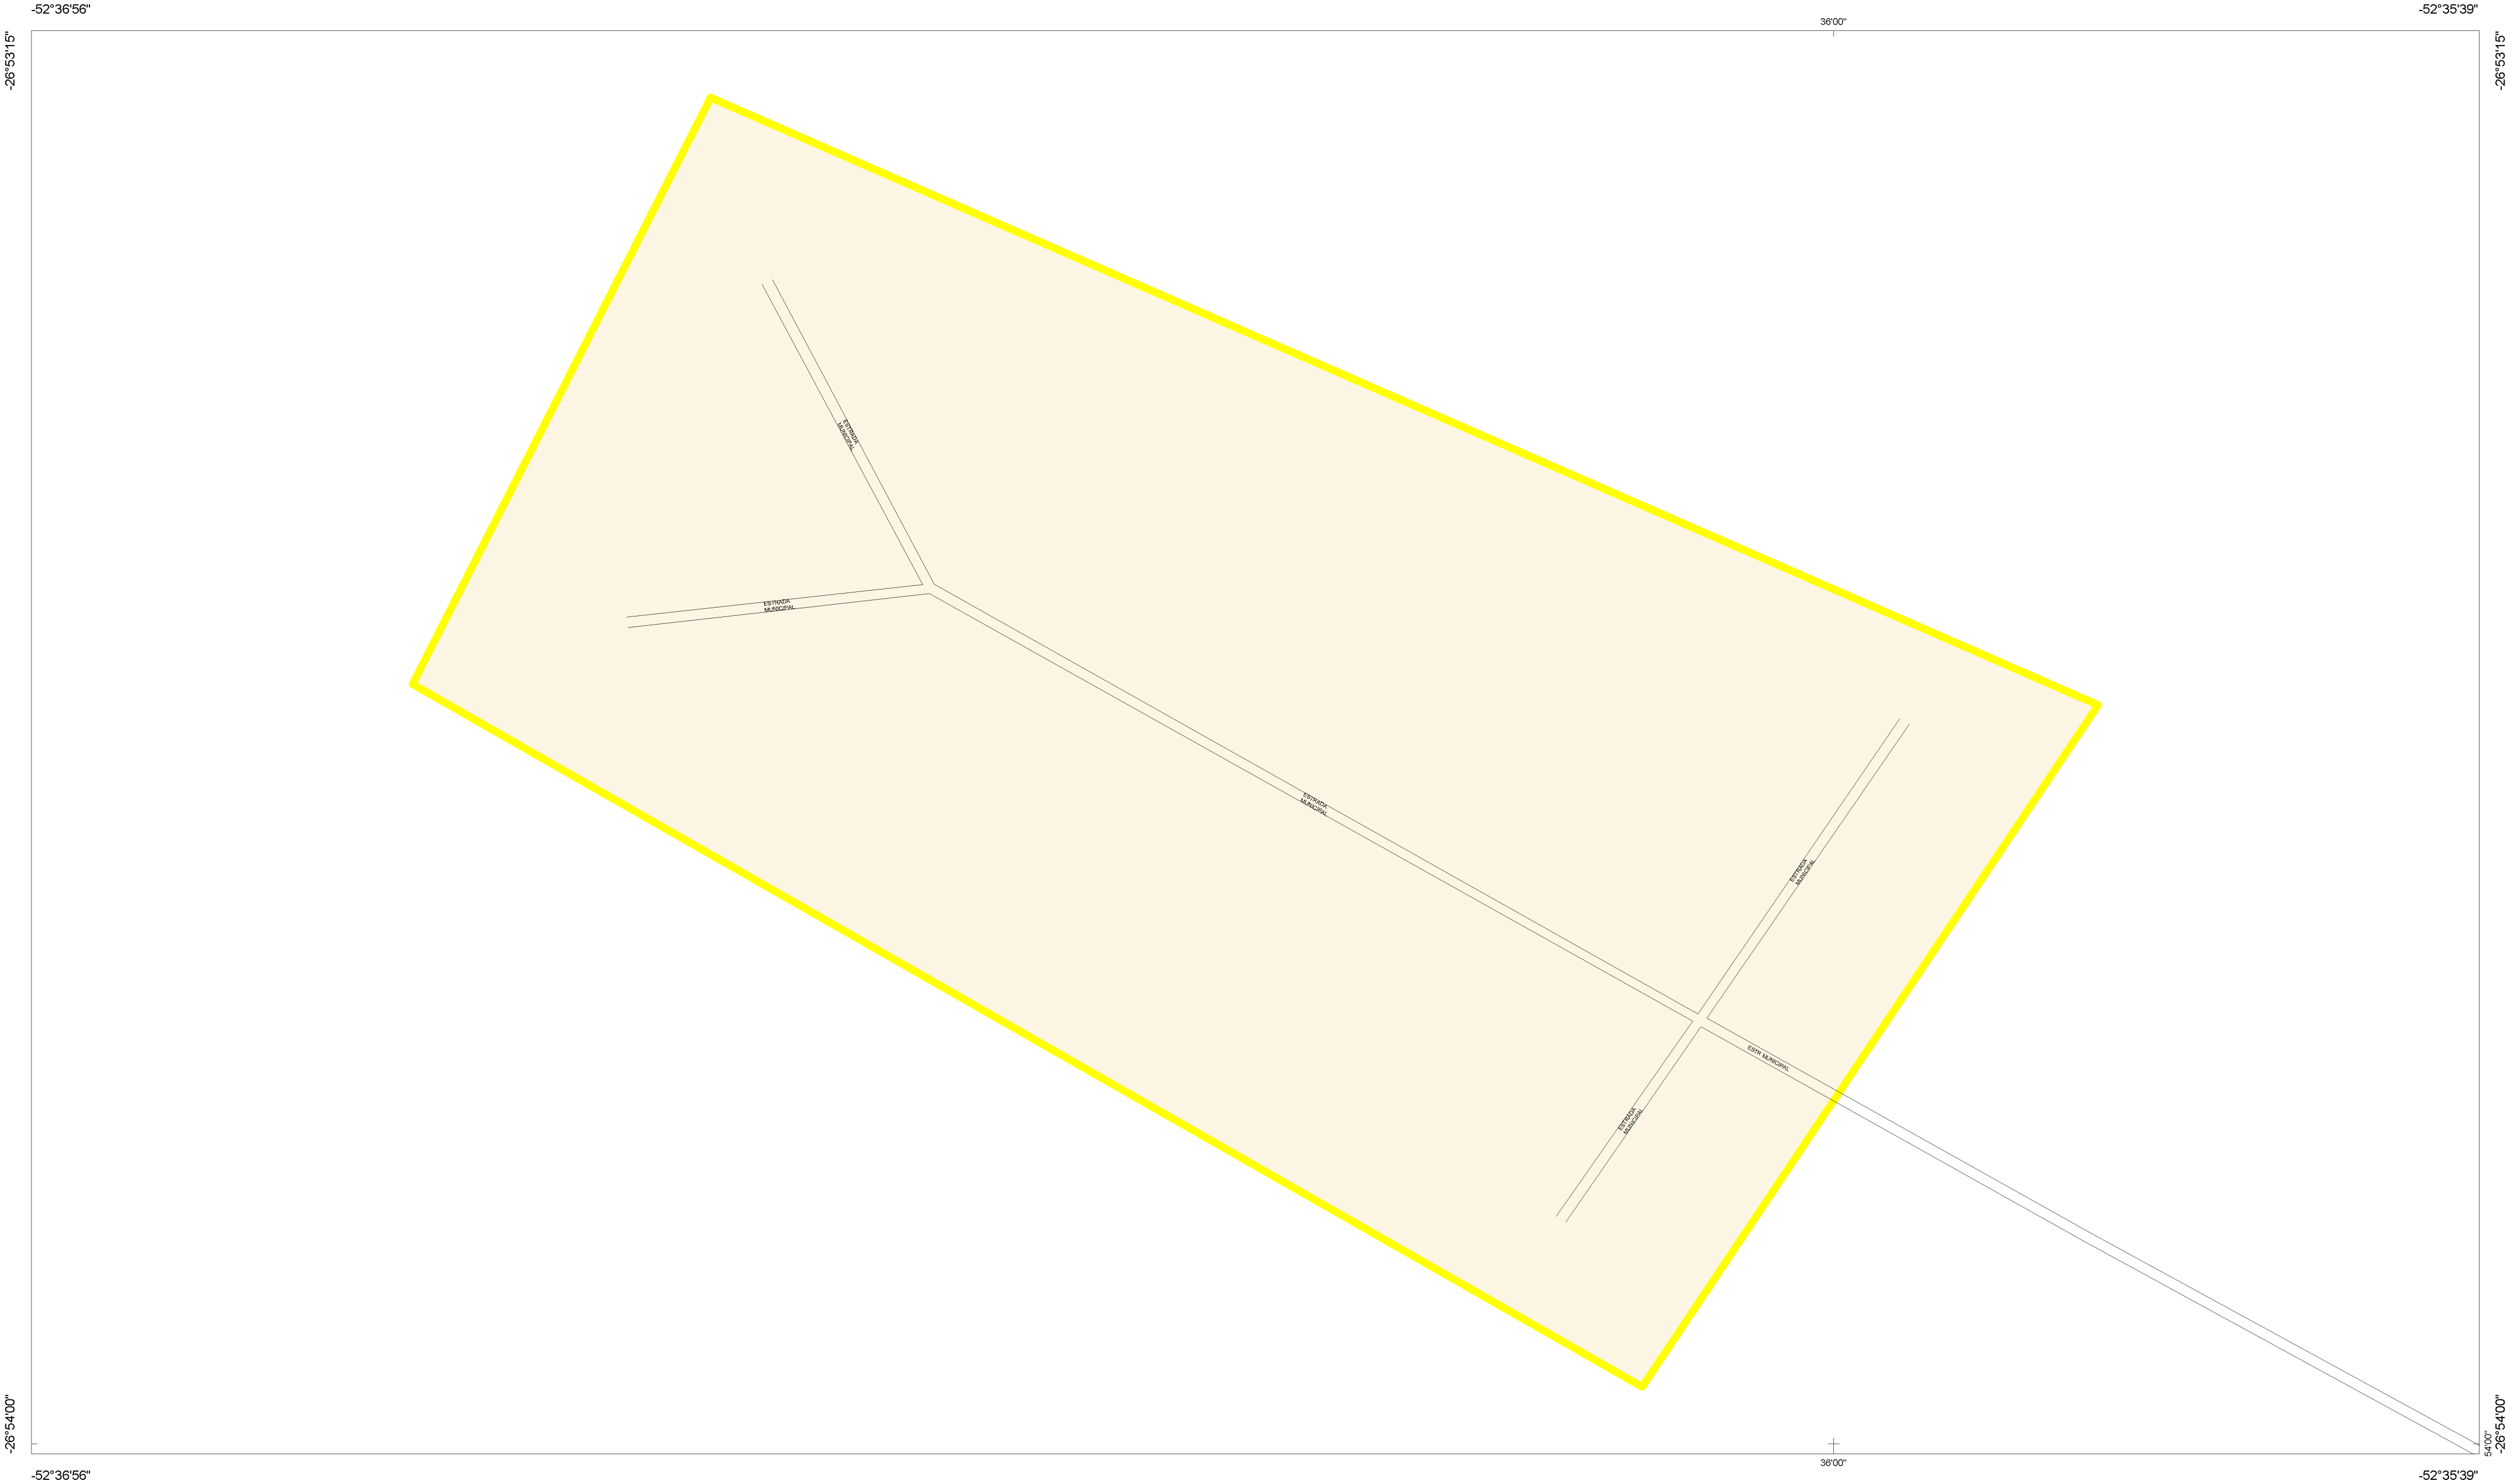 -52°36'56"
36'00"
-52°35'39"
-26°53'15"
-26°53'15"
ESTRADA
MUNICIPAL
ESTRADA
MUNICIPAL
ESTRADA
MUNICIPAL
ESTRADA
MUNICIPAL
ESTR MUNICIPAL
ESTRADA
MUNICIPAL
-26°54'00"
54'00"
-26°54'00"
-52°36'56"
36'00"
-52°35'39"